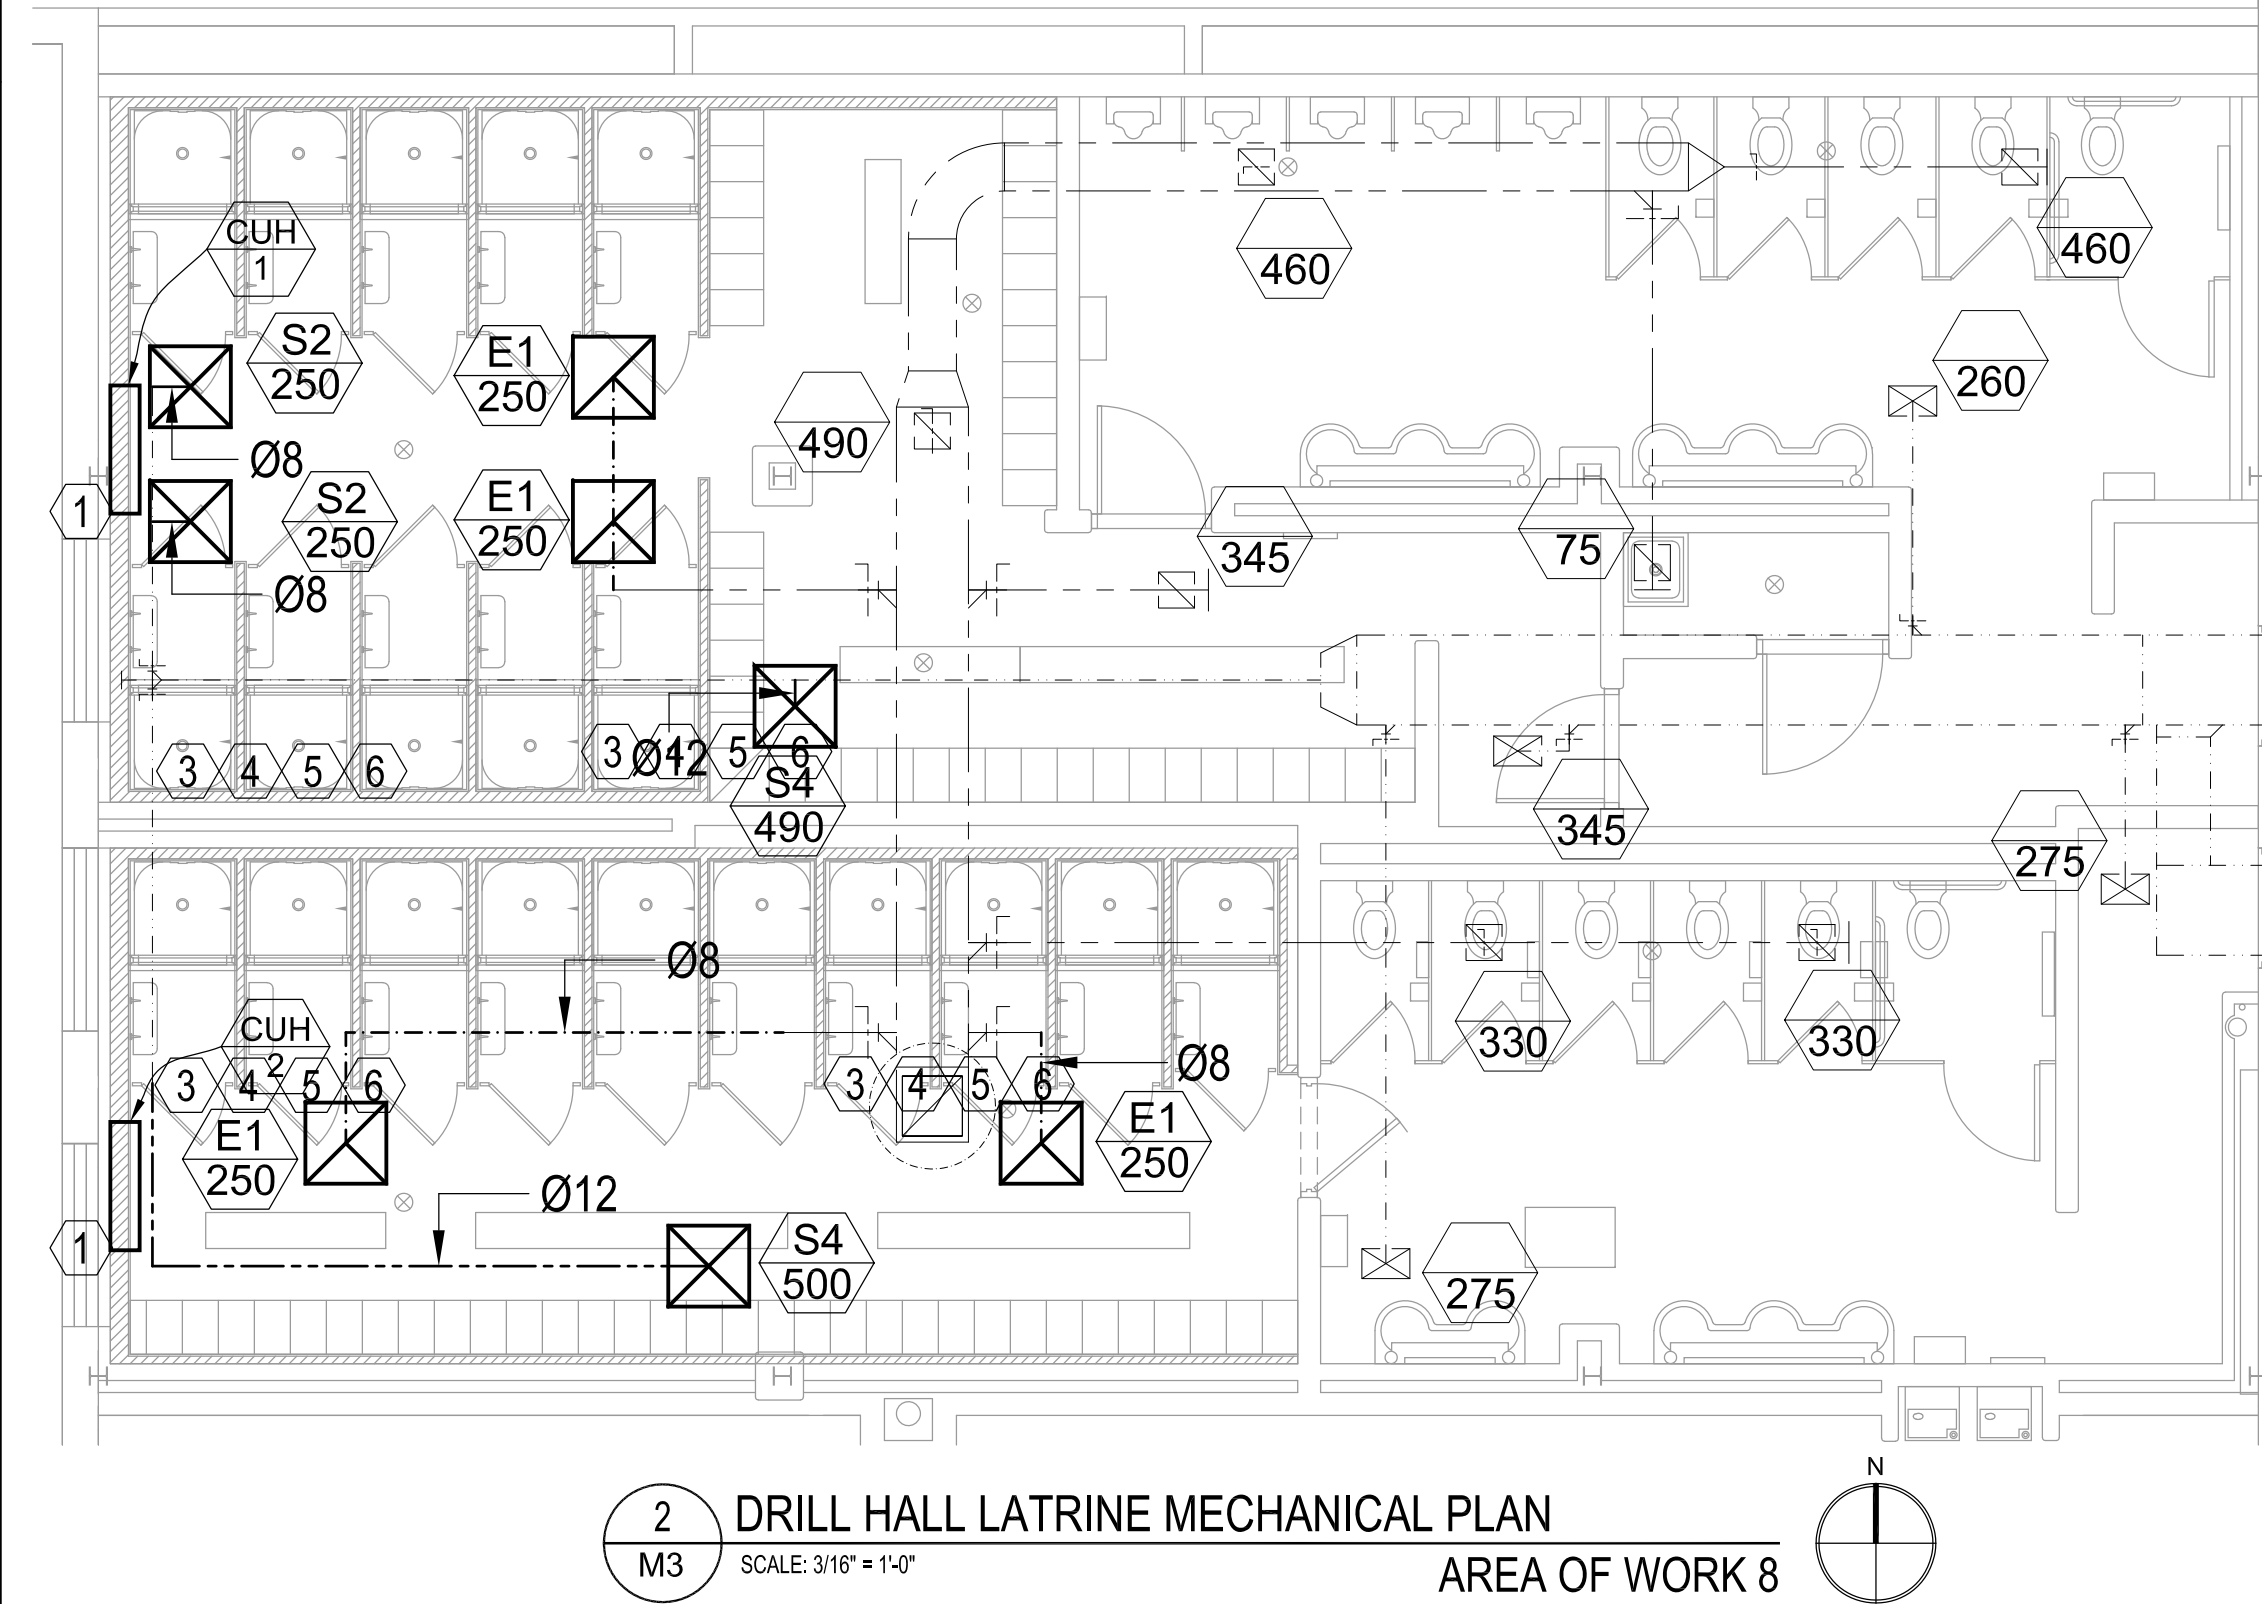 CUH
1
S2
250
E1
250
460
460
260
490
Ø8
S2
250
E1
250
1
Ø8
345
75
3 4 5 6
3 4 5 6
Ø12
S4
490
345
275
Ø8
330
330
CUH
2
3 4 5 6
3 4 5 6
Ø8
E1
250
E1
250
Ø12
1
S4
500
275
N
2
M3
DRILL HALL LATRINE MECHANICAL PLAN
SCALE: 3/16" = 1'-0"
AREA OF WORK 8